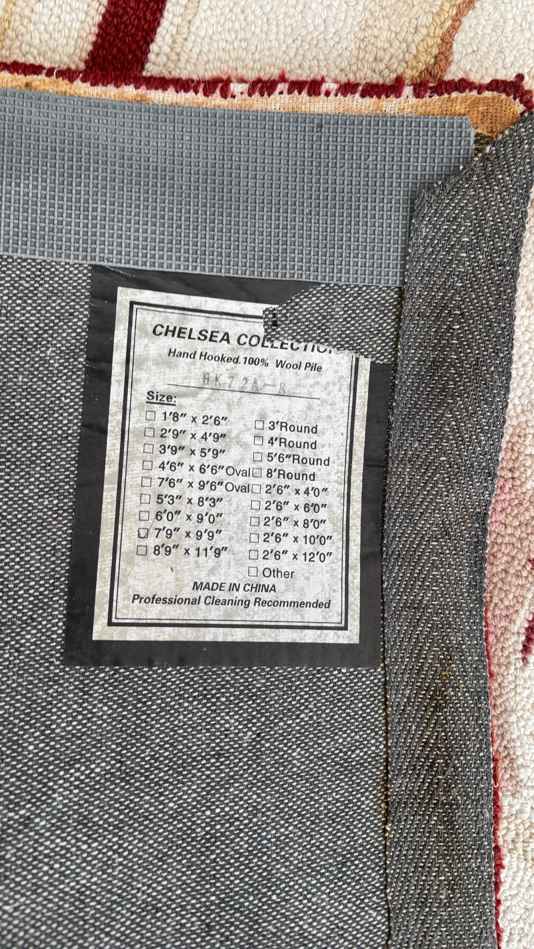 CHELSEA COLLECTION
Hand Hooked.100% Wool Pile
HK72A-
Size:
☐ 1'8" x 2'6"
☐ 2'9" x 4'9"
☐ 3'9" x 5'9"
☐ 4'6" x 6'6"Oval
☐ 7'6" x 9'6"Oval
☐ 5'3" x 8'3"
☐ 6'0" x 9'0"
☐ 7'9" x 9'9"
☐ 8'9" x 11'9"
☐ 3'Round
☐ 4'Round
☐ 5'6"Round
☐ 8'Round
☐ 2'6" x 4'0"
☐ 2'6" x 6'0"
☐ 2'6" x 8'0"
☐ 2'6" x 10'0"
☐ 2'6" x 12'0"
☐ Other
MADE IN CHINA
Professional Cleaning Recommended